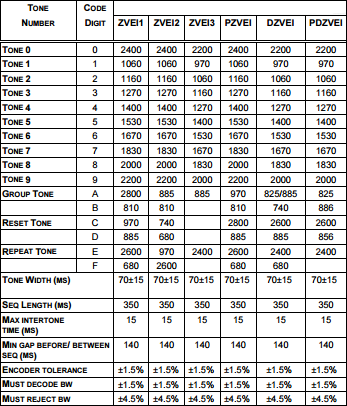 TONE NUMBER CODE DIGIT ZVEI1 ZVEI2 ZVEI3 PZVEI DZVEI PDZVEI
TONE 0 0 2400 2400 2200 2400 2200 2200
TONE 1 1 1060 1060 970 1060 970 970
TONE 2 2 1160 1160 1060 1160 1060 1060
TONE 3 3 1270 1270 1160 1270 1160 1160
TONE 4 4 1400 1400 1270 1400 1270 1270
TONE 5 5 1530 1530 1400 1530 1400 1400
TONE 6 6 1670 1670 1530 1670 1530 1530
TONE 7 7 1830 1830 1670 1830 1670 1670
TONE 8 8 2000 2000 1830 2000 1830 1830
TONE 9 9 2200 2200 2000 2200 2000 2000
GROUP TONE A 2800 885 885 970 825/885 825
B 810 810 810 740 886
RESET TONE C 970 740 2800 2600 2600
D 885 680 885 885 856
REPEAT TONE E 2600 970 2400 2600 2400 2400
F 680 2600 680 680
TONE WIDTH (MS) 70±15 70±15 70±15 70±15 70±15 70±15
SEQ LENGTH (MS) 350 350 350 350 350 350
MAX INTERTONE TIME (MS) 15 15 15 15 15 15
MIN GAP BEFORE/ BETWEEN SEQ (MS) 140 140 140 140 140 140
ENCODER TOLERANCE ±1.5% ±1.5% ±1.5% ±1.5% ±1.5% ±1.5%
MUST DECODE BW ±1.5% ±1.5% ±1.5% ±1.5% ±1.5% ±1.5%
MUST REJECT BW ±4.5% ±4.5% ±4.5% ±4.5% ±4.5% ±4.5%